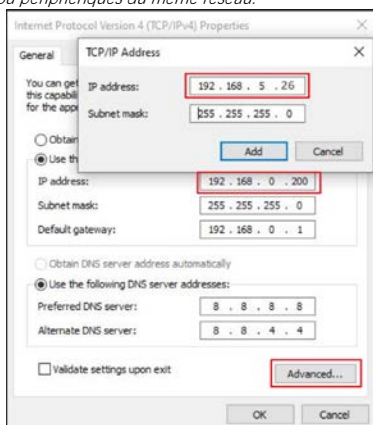 ou périphériques du même réseau.
Internet Protocol Version 4 (TCP/IPv4) Properties
General
TCP/IP Address
You can get
this capabili
for the appr
IP address:
192 . 168 . 5 . 26
Subnet mask:
255 . 255 . 255 . 0
Add
Cancel
Obtain
Use th
IP address:
192 . 168 . 0 . 200
Subnet mask:
255 . 255 . 255 . 0
Default gateway:
192 . 168 . 0 . 1
Obtain DNS server address automatically
Use the following DNS server addresses:
Preferred DNS server:
8 . 8 . 8 . 8
Alternate DNS server:
8 . 8 . 4 . 4
Validate settings upon exit
Advanced...
OK
Cancel